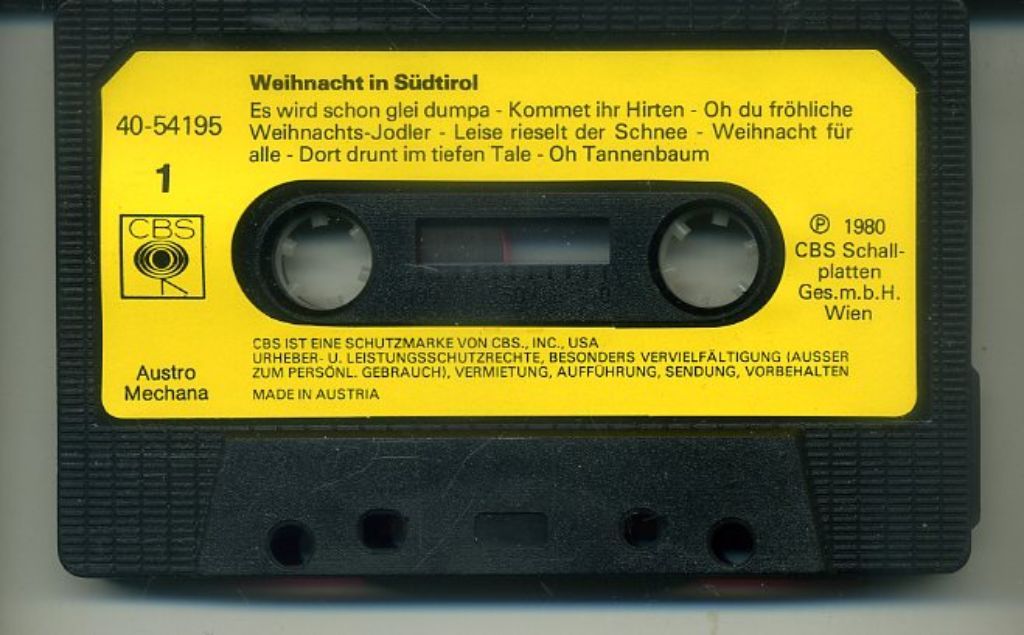 Weihnacht in Südtirol
Es wird schon glei dumpa - Kommet ihr Hirten - Oh du fröhliche
Weihnachts-Jodler - Leise rieselt der Schnee - Weihnacht für
alle - Dort drunt im tiefen Tale - Oh Tannenbaum
40-54195
1
CBS
℗ 1980
CBS Schall-
platten
Ges.m.b.H.
Wien
CBS IST EINE SCHUTZMARKE VON CBS., INC., USA
URHEBER- U. LEISTUNGSSCHUTZRECHTE, BESONDERS VERVIELFÄLTIGUNG (AUSSER
ZUM PERSÖNL. GEBRAUCH), VERMIETUNG, AUFFÜHRUNG, SENDUNG, VORBEHALTEN
MADE IN AUSTRIA
Austro
Mechana